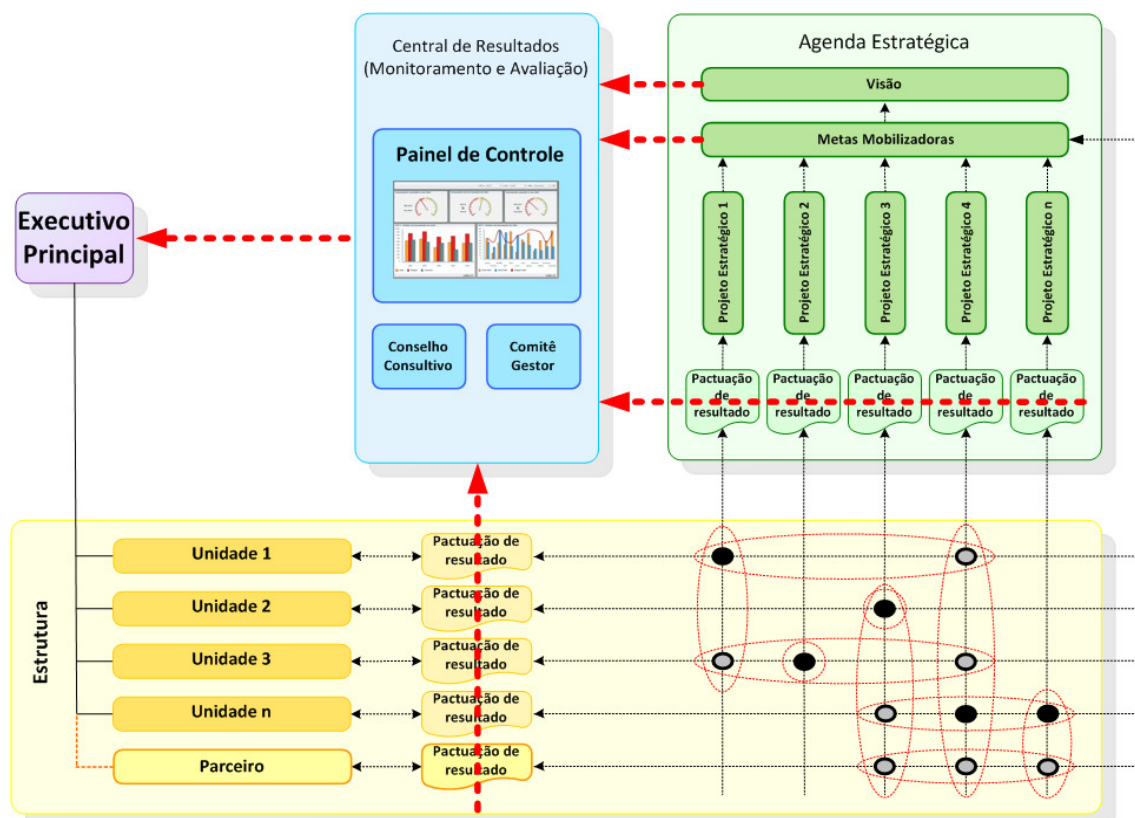 Central de Resultados
(Monitoramento e Avaliação)
Painel de Controle
Conselho
Consultivo
Comitê
Gestor
Agenda Estratégica
Visão
Metas Mobilizadoras
Projeto Estratégico 1
Projeto Estratégico 2
Projeto Estratégico 3
Projeto Estratégico 4
Projeto Estratégico n
Pactuação
de
resultado
Pactuação
de
resultado
Pactuação
de
resultado
Pactuação
de
resultado
Pactuação
de
resultado
Executivo
Principal
Estrutura
Unidade 1
Pactuação de
resultado
Unidade 2
Pactuação de
resultado
Unidade 3
Pactuação de
resultado
Unidade n
Pactuação de
resultado
Parceiro
Pactuação de
resultado